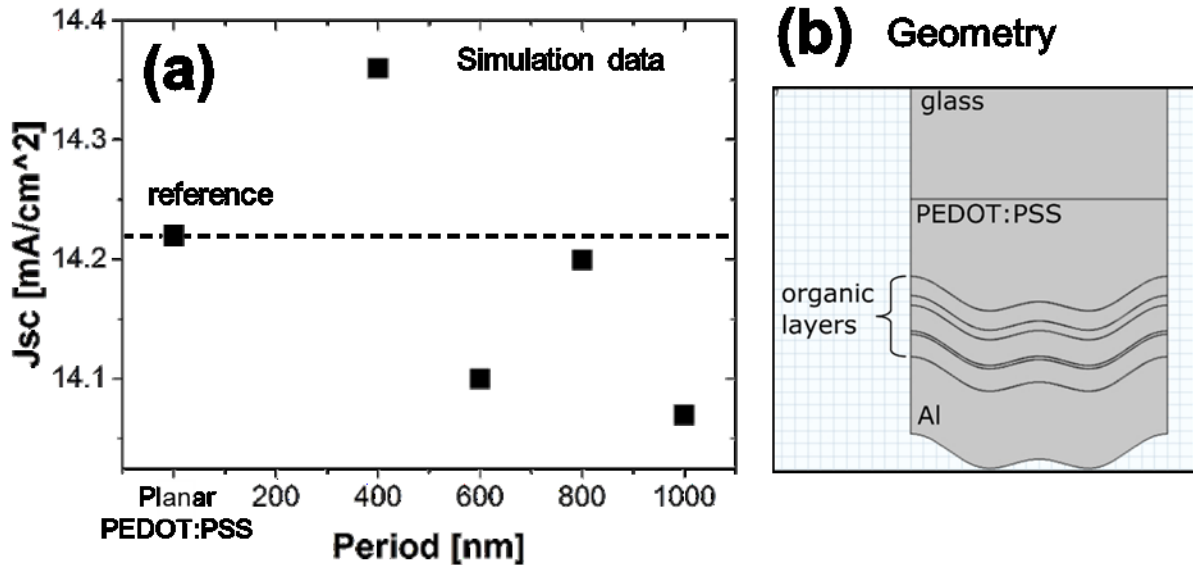 (a)
Simulation data
reference
14.4
14.3
14.2
14.1
Jsc [mA/cm^2]
Planar
PEDOT:PSS
200
400
600
800
1000
Period [nm]
(b) Geometry
glass
PEDOT:PSS
organic
layers
Al